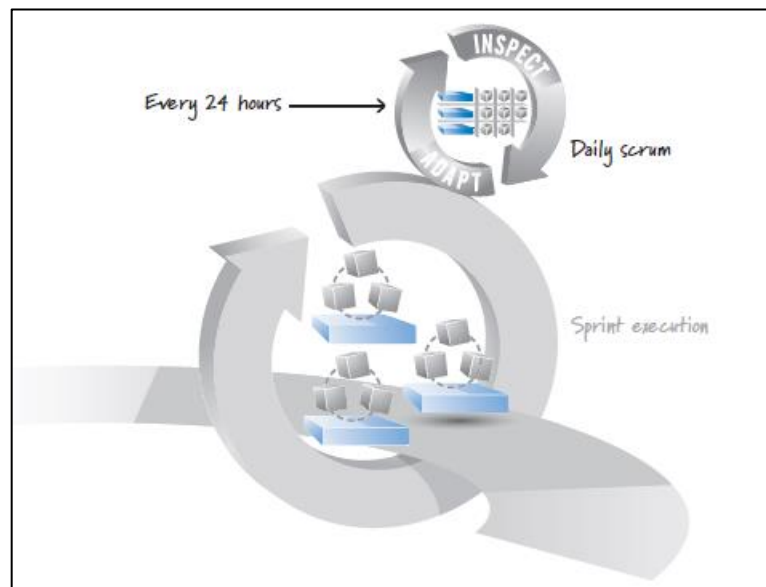 INSPECT
Every 24 hours
Daily scrum
ADAPT
Sprint execution